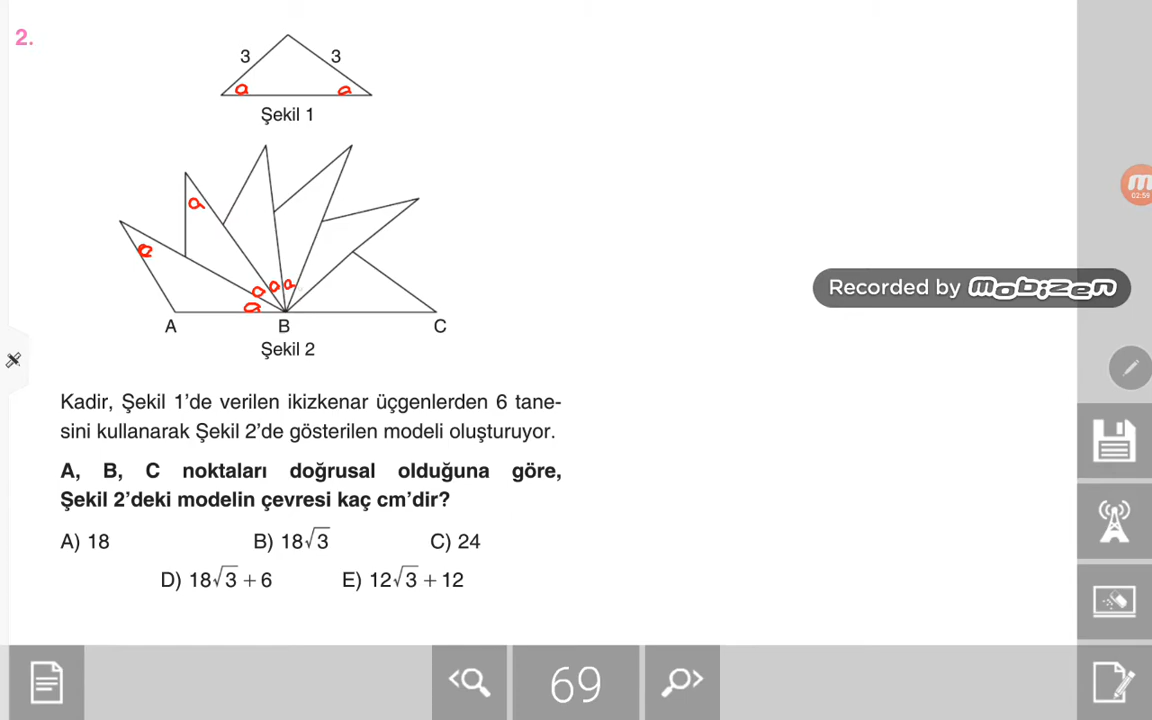 2.
3 3
a a
Şekil 1
a
a
a a a a
A B C
Şekil 2
Kadir, Şekil 1’de verilen ikizkenar üçgenlerden 6 tane-
sini kullanarak Şekil 2’de gösterilen modeli oluşturuyor.
A, B, C noktaları doğrusal olduğuna göre,
Şekil 2’deki modelin çevresi kaç cm’dir?
A) 18 B) 18√3 C) 24
D) 18√3 + 6 E) 12√3 + 12
m
02:59
Recorded by mobizen
69